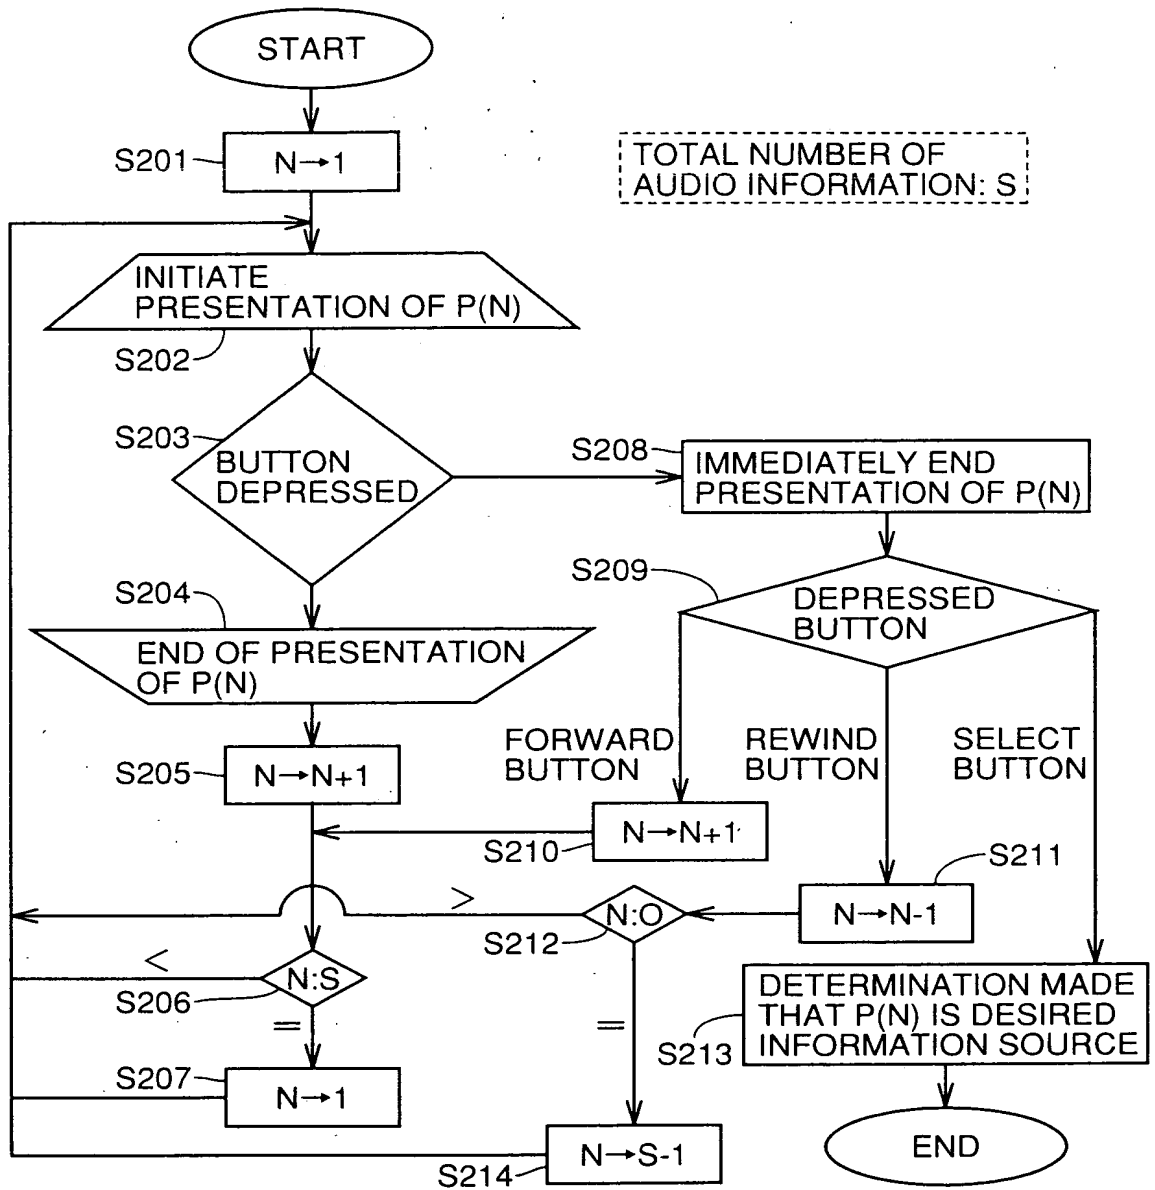 START
S201
N→1
TOTAL NUMBER OF
AUDIO INFORMATION: S
INITIATE
PRESENTATION OF P(N)
S202
S203
BUTTON
DEPRESSED
S208
IMMEDIATELY END
PRESENTATION OF P(N)
S204
END OF PRESENTATION
OF P(N)
S209
DEPRESSED
BUTTON
S205
N→N+1
FORWARD
BUTTON
REWIND
BUTTON
SELECT
BUTTON
S210
N→N+1
S211
N→N-1
>
N:O
S212
<
N:S
S206
=
=
DETERMINATION MADE
THAT P(N) IS DESIRED
INFORMATION SOURCE
S213
S207
N→1
END
N→S-1
S214